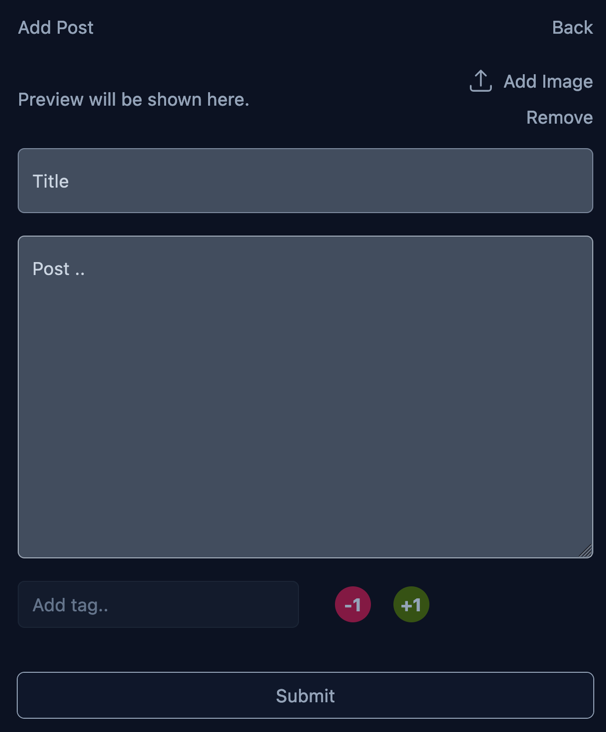 Add Post
Back
Preview will be shown here.
Add Image
Remove
Title
Post ..
Add tag..
-1
+1
Submit